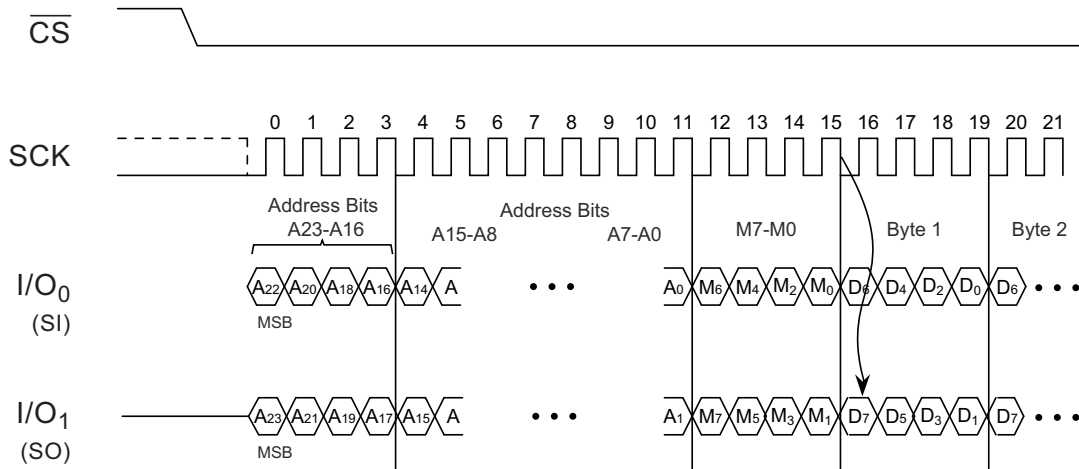 CS
0 1 2 3 4 5 6 7 8 9 10 11 12 13 14 15 16 17 18 19 20 21
SCK
Address Bits
A23-A16
Address Bits
A15-A8 A7-A0 M7-M0 Byte 1 Byte 2
I/O0
(SI)
A22 A20 A18 A16 A14 A • • • A0 M6 M4 M2 M0 D6 D4 D2 D0 D6 • • •
MSB
I/O1
(SO)
A23 A21 A19 A17 A15 A • • • A1 M7 M5 M3 M1 D7 D5 D3 D1 D7 • • •
MSB